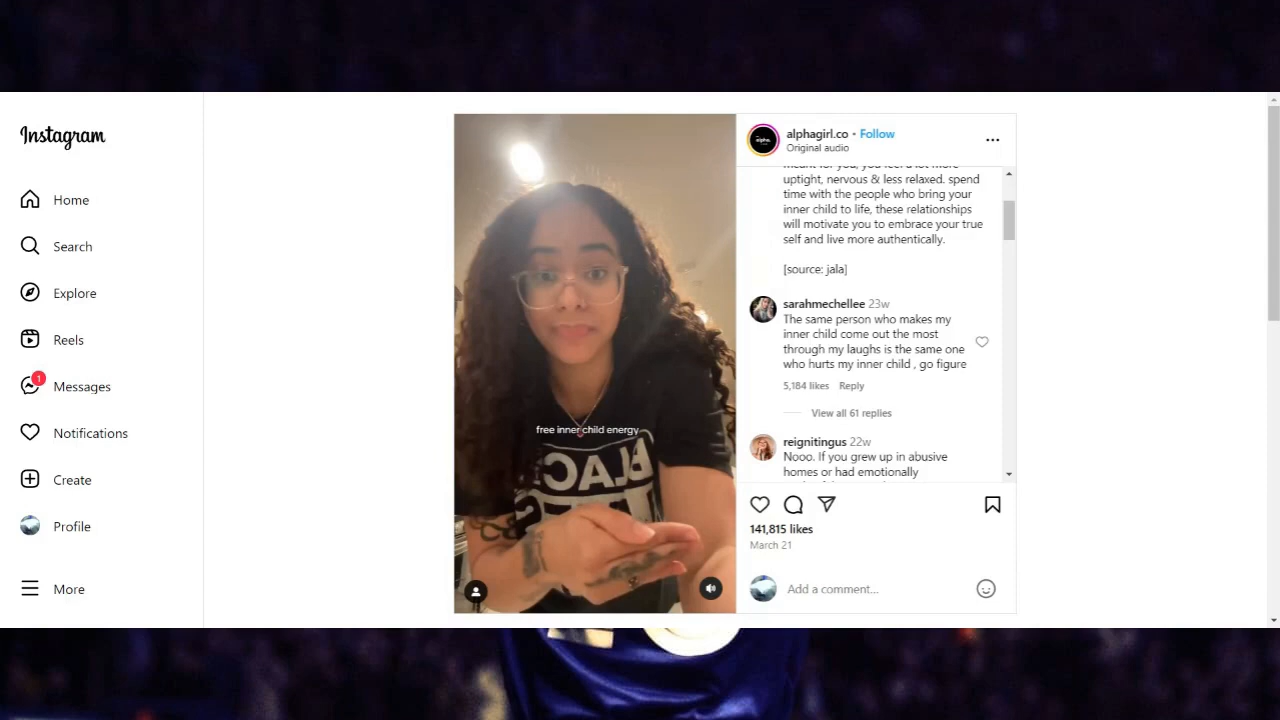 Instagram
Home
Search
Explore
Reels
1
Messages
Notifications
Create
Profile
More
free inner child energy
BLACK
alpha.
alphagirl.co • Follow
Original audio
uptight, nervous & less relaxed. spend
time with the people who bring your
inner child to life, these relationships
will motivate you to embrace your true
self and live more authentically.
[source: jala]
sarahmechellee 23w
The same person who makes my
inner child come out the most
through my laughs is the same one
who hurts my inner child , go figure
5,184 likes Reply
View all 61 replies
reignitingus 22w
Nooo. If you grew up in abusive
homes or had emotionally
141,815 likes
March 21
Add a comment...